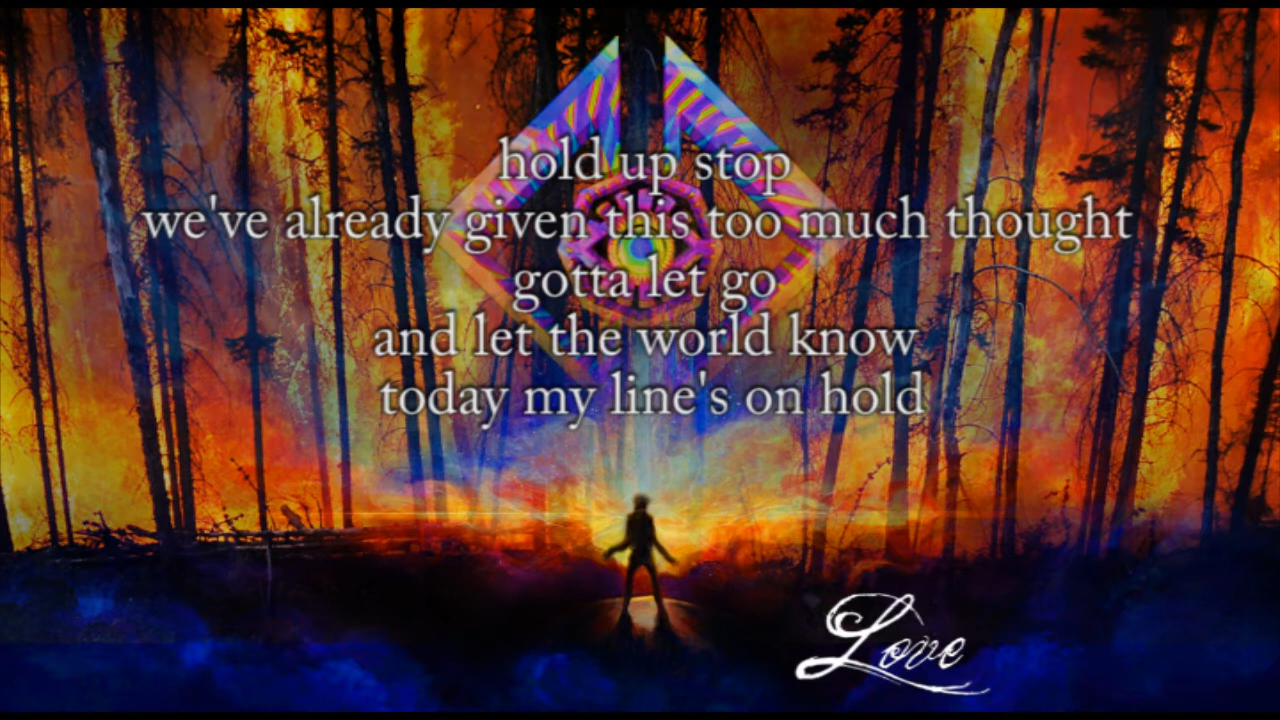 hold up stop
we've already given this too much thought
gotta let go
and let the world know
today my line's on hold
Love